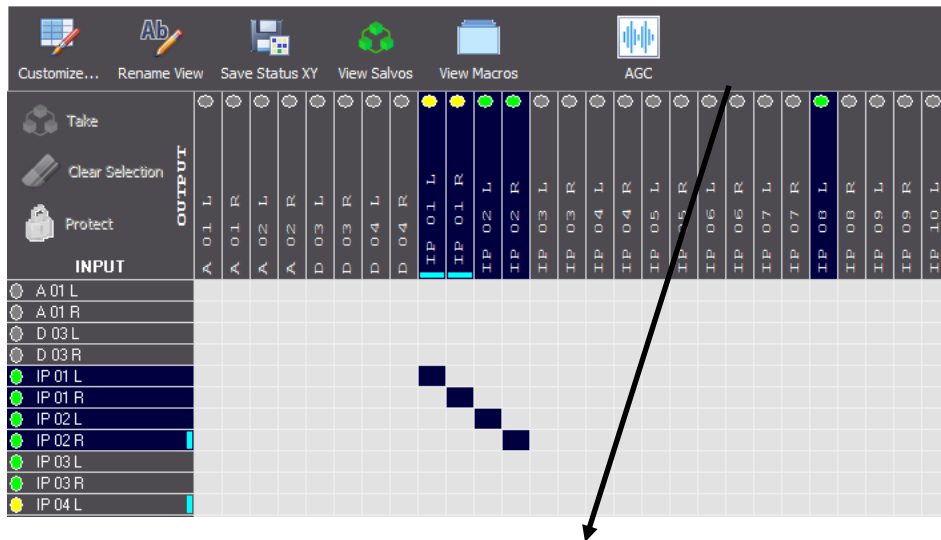 Customize... Rename View Save Status XY View Salvos View Macros AGC
Take
Clear Selection
Protect
OUTPUT
INPUT
A 01 L
A 01 R
A 02 L
A 02 R
D 03 L
D 03 R
D 04 L
D 04 R
IP 01 L
IP 01 R
IP 02 L
IP 02 R
IP 03 L
IP 03 R
IP 04 L
IP 04 R
IP 05 L
IP 05 R
IP 06 L
IP 06 R
IP 07 L
IP 07 R
IP 08 L
IP 08 R
IP 09 L
IP 09 R
IP 10 L
A 01 L
A 01 R
D 03 L
D 03 R
IP 01 L
IP 01 R
IP 02 L
IP 02 R
IP 03 L
IP 03 R
IP 04 L